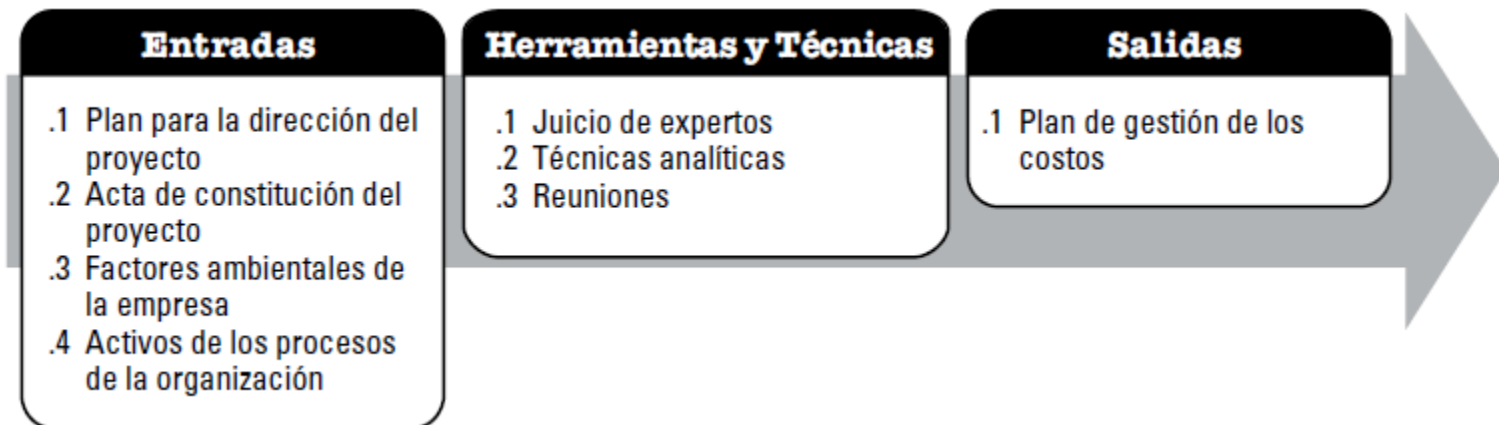 Entradas
.1 Plan para la dirección del
proyecto
.2 Acta de constitución del
proyecto
.3 Factores ambientales de
la empresa
.4 Activos de los procesos
de la organización
Herramientas y Técnicas
.1 Juicio de expertos
.2 Técnicas analíticas
.3 Reuniones
Salidas
.1 Plan de gestión de los
costos